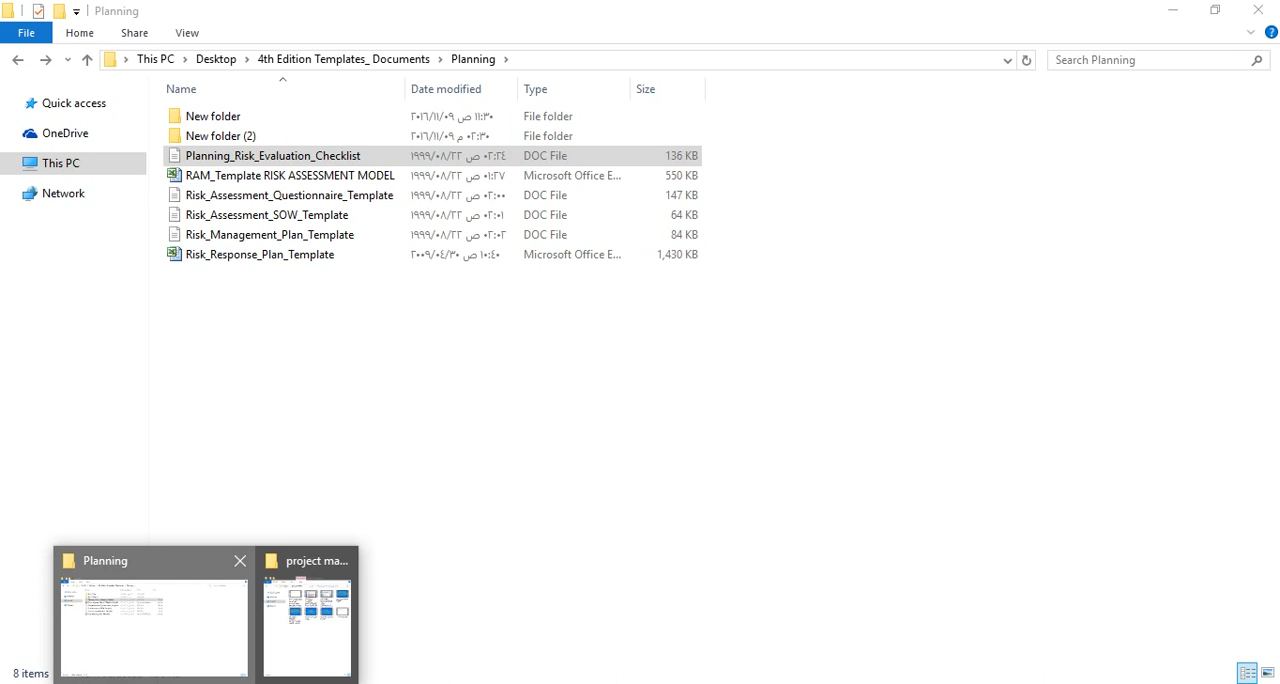 Planning
File Home Share View
This PC Desktop 4th Edition Templates_ Documents Planning
Search Planning
Name Date modified Type Size
Quick access
OneDrive
This PC
Network
New folder ٢٠١٦/١١/٠٩ ١١:٣٠ ص File folder
New folder (2) ٢٠١٦/١١/٠٩ ٠٢:٣٠ م File folder
Planning_Risk_Evaluation_Checklist ١٩٩٩/٠٨/٢٢ ٠٢:٢٤ ص DOC File 136 KB
RAM_Template RISK ASSESSMENT MODEL ١٩٩٩/٠٨/٢٢ ٠١:٢٧ ص Microsoft Office E... 550 KB
Risk_Assessment_Questionnaire_Template ١٩٩٩/٠٨/٢٢ ٠٢:٠٠ ص DOC File 147 KB
Risk_Assessment_SOW_Template ١٩٩٩/٠٨/٢٢ ٠٢:٠١ ص DOC File 64 KB
Risk_Management_Plan_Template ١٩٩٩/٠٨/٢٢ ٠٢:٠٢ ص DOC File 84 KB
Risk_Response_Plan_Template ٢٠٠٩/٠٤/٣٠ ١٠:٤٠ ص Microsoft Office E... 1,430 KB
Planning
project ma...
8 items